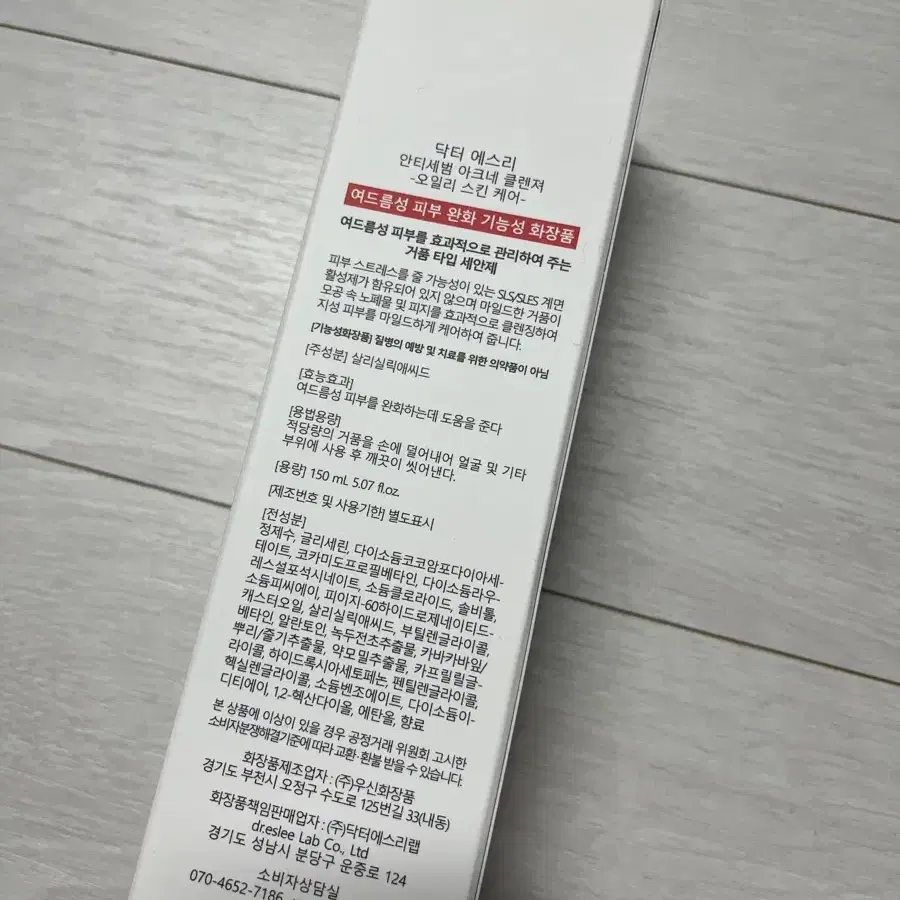 닥터 에스리
안티세범 아크네 클렌져
-오일리 스킨 케어-
여드름성 피부 완화 기능성 화장품
여드름성 피부를 효과적으로 관리하여 주는
거품 타입 세안제
피부 스트레스를 줄 가능성이 있는 SLS/SLES 계면
활성제가 함유되어 있지 않으며 마일드한 거품이
모공 속 노폐물 및 피지를 효과적으로 클렌징하여
지성 피부를 마일드하게 케어하여 줍니다.
[기능성화장품] 질병의 예방 및 치료를 위한 의약품이 아님
[주성분] 살리실릭애씨드
[효능효과]
여드름성 피부를 완화하는데 도움을 준다
[용법용량]
적당량의 거품을 손에 덜어내어 얼굴 및 기타
부위에 사용 후 깨끗이 씻어낸다.
[용량] 150 mL 5.07 fl.oz.
[제조번호 및 사용기한] 별도표시
[전성분]
정제수, 글리세린, 다이소듐코코암포다이아세-
테이트, 코카미도프로필베타인, 다이소듐라우-
레스설포석시네이트, 소듐클로라이드, 솔비톨,
소듐피씨에이, 피이지-60하이드로제네이티드-
캐스터오일, 살리실릭애씨드, 부틸렌글라이콜,
베타인, 알란토인, 녹두전초추출물, 카바카바잎/
뿌리/줄기추출물, 약모밀추출물, 카프릴릴글-
라이콜, 하이드록시아세토페논, 펜틸렌글라이콜,
헥실렌글라이콜, 소듐벤조에이트, 다이소듐이-
디티에이, 1,2-헥산다이올, 에탄올, 향료
본 상품에 이상이 있을 경우 공정거래 위원회 고시한
소비자분쟁해결기준에 따라 교환·환불 받을 수 있습니다.
화장품제조업자 : (주)우신화장품
경기도 부천시 오정구 수도로 125번길 33(내동)
화장품책임판매업자 : (주)닥터에스리랩
dr.eslee Lab Co., Ltd
경기도 성남시 분당구 운중로 124
소비자상담실
070-4652-7186